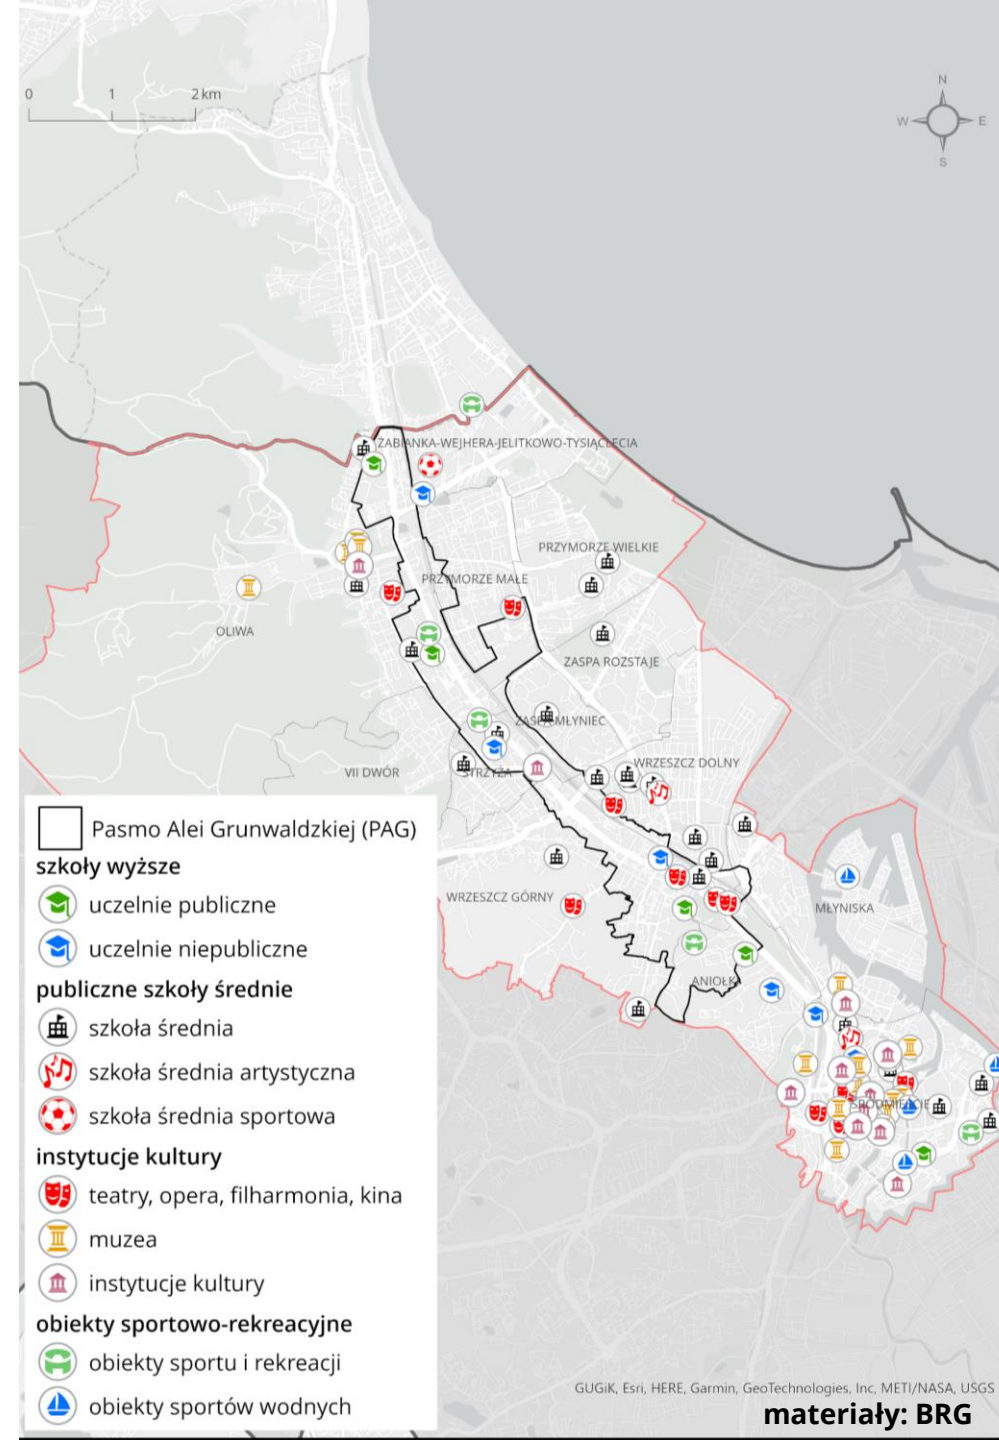 0 1 2 km
N
W E
S
ŻABIANKA-WEJHERA-JELITKOWO-TYSIĄCLECIA
PRZYMORZE WIELKIE
PRZYMORZE MAŁE
OLIWA
ZASPA ROZSTAJE
ZASPA MŁYNIEC
WRZESZCZ DOLNY
VII DWÓR
STRZYŻA
WRZESZCZ GÓRNY
MŁYNISKA
ANIOŁKI
ŚRÓDMIEŚCIE
Pasmo Alei Grunwaldzkiej (PAG)
szkoły wyższe
uczelnie publiczne
uczelnie niepubliczne
publiczne szkoły średnie
szkoła średnia
szkoła średnia artystyczna
szkoła średnia sportowa
instytucje kultury
teatry, opera, filharmonia, kina
muzea
instytucje kultury
obiekty sportowo-rekreacyjne
obiekty sportu i rekreacji
obiekty sportów wodnych
GUGiK, Esri, HERE, Garmin, GeoTechnologies, Inc, METI/NASA, USGS
materiały: BRG